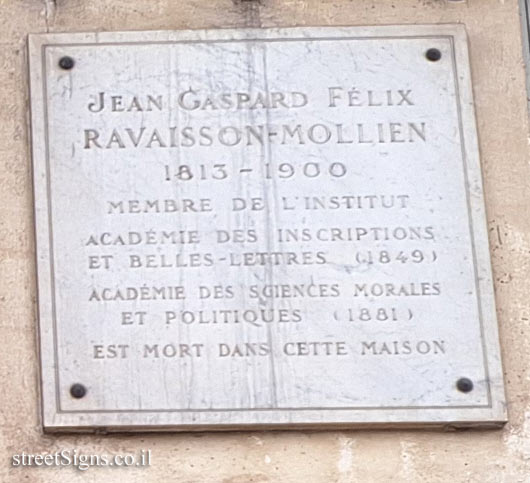 JEAN GASPARD FÉLIX
RAVAISSON-MOLLIEN
1813-1900
MEMBRE DE L'INSTITUT
ACADÉMIE DES INSCRIPTIONS
ET BELLES-LETTRES (1849)
ACADÉMIE DES SCIENCES MORALES
ET POLITIQUES (1881)
EST MORT DANS CETTE MAISON
streetSigns.co.il